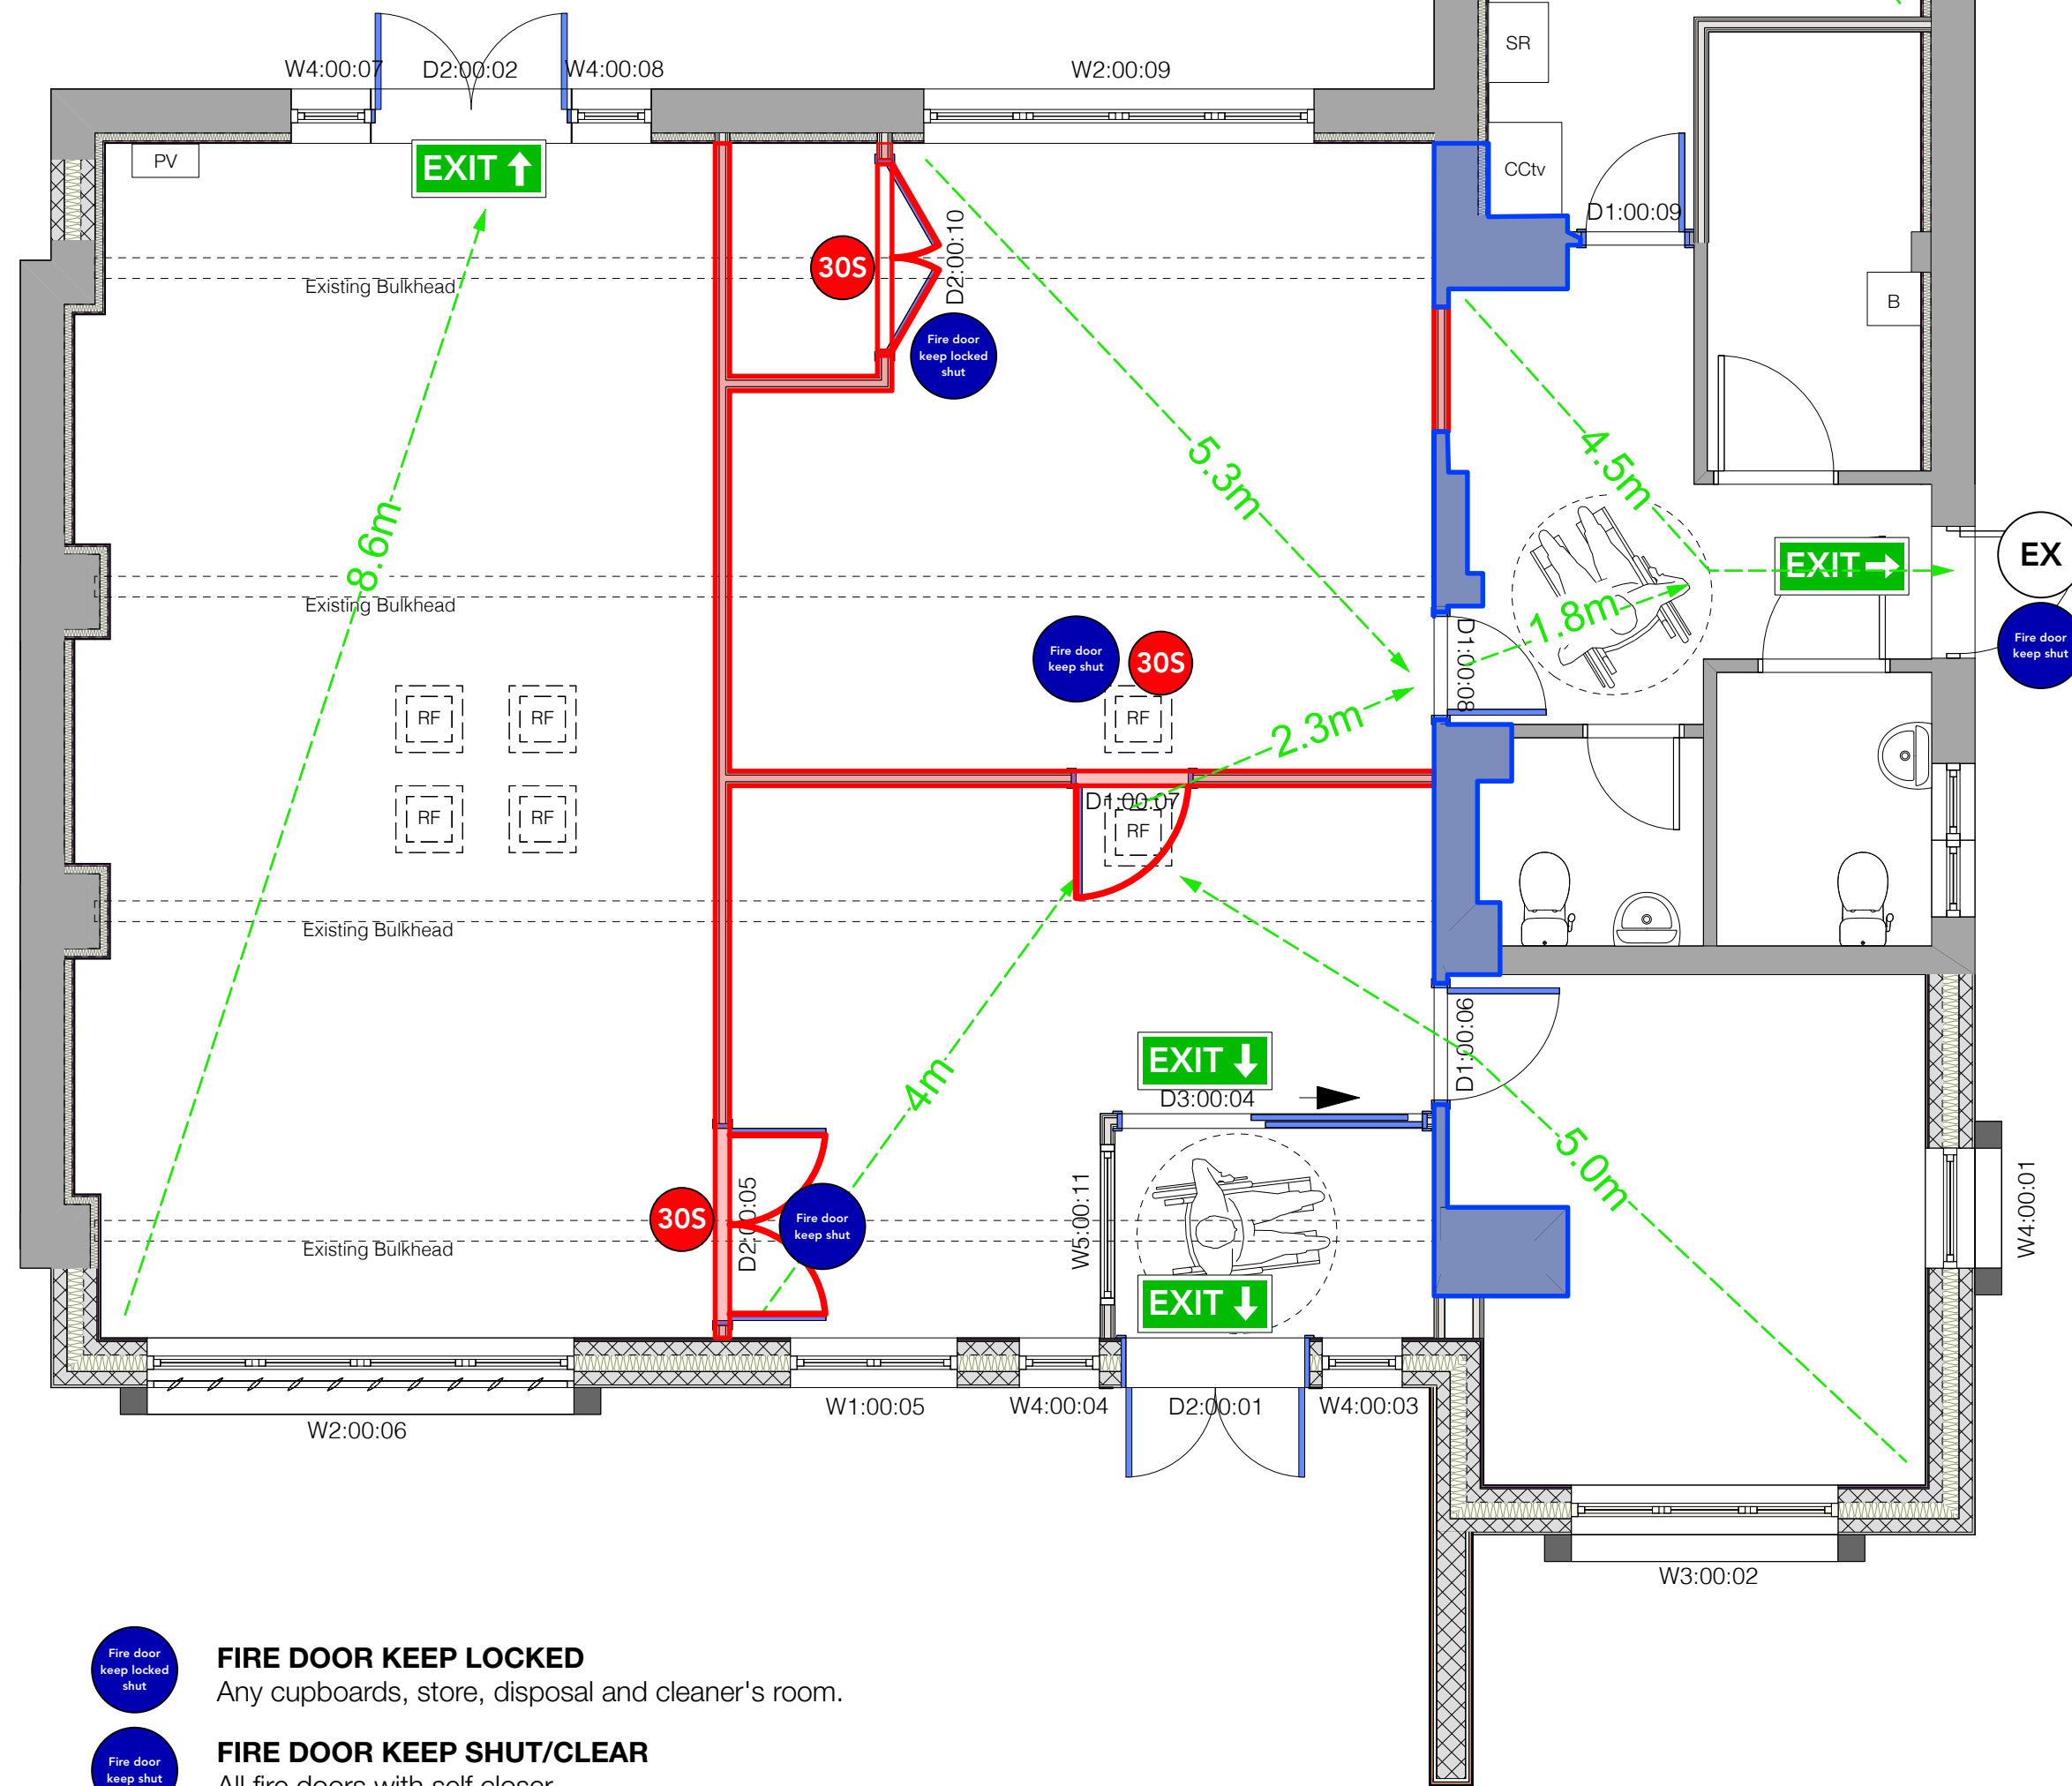 SR
W4:00:07
D2:00:02
W4:00:08
W2:00:09
PV
EXIT
CCtv
D1:00:09
30S
D2:00:10
Existing Bulkhead
B
Fire door
keep locked
shut
5.3m
4.5m
8.6m
EXIT
EX
Existing Bulkhead
1.8m
Fire door
keep shut
30S
D1:00:08
Fire door
keep shut
RF
RF
RF
2.3m
RF
RF
D1:00:07
RF
Existing Bulkhead
4m
EXIT
D3:00:04
D1:00:06
5.0m
30S
D2:00:05
Fire door
keep shut
W5:00:11
W4:00:01
Existing Bulkhead
EXIT
W2:00:06
W1:00:05
W4:00:04
D2:00:01
W4:00:03
W3:00:02
Fire door
keep locked
shut
FIRE DOOR KEEP LOCKED
Any cupboards, store, disposal and cleaner's room.
Fire door
keep shut
FIRE DOOR KEEP SHUT/CLEAR
All fire doors with self closer